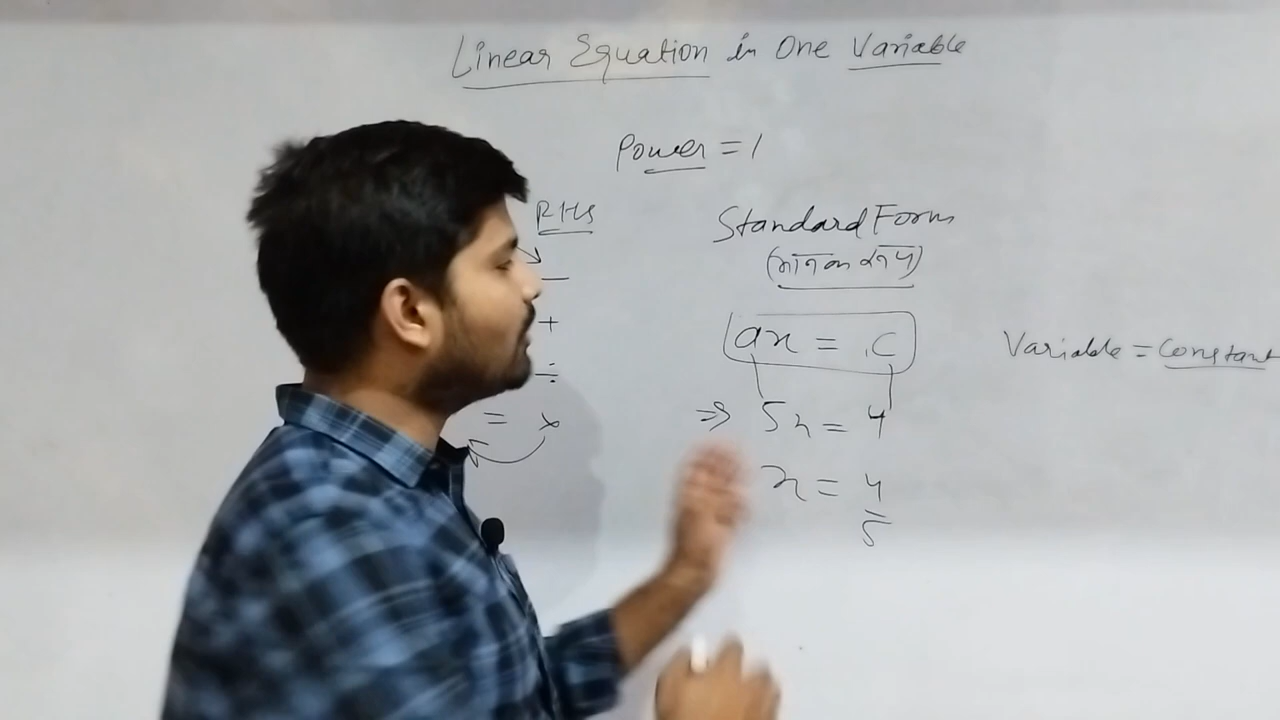 Linear Equation in One Variable
Power = 1
RHS
Standard Form
(मानक रूप)
−
+
÷
= ×
ax = c
Variable = Constant
⇒ 5x = 4
x = 4/5